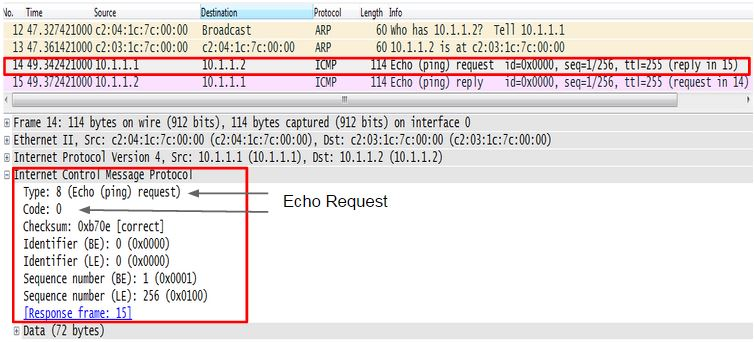 No. Time Source Destination Protocol Length Info
12 47.327421000 c2:04:1c:7c:00:00 Broadcast ARP 60 Who has 10.1.1.2? Tell 10.1.1.1
13 47.361421000 c2:03:1c:7c:00:00 c2:04:1c:7c:00:00 ARP 60 10.1.1.2 is at c2:03:1c:7c:00:00
14 49.342421000 10.1.1.1 10.1.1.2 ICMP 114 Echo (ping) request id=0x0000, seq=1/256, ttl=255 (reply in 15)
15 49.372421000 10.1.1.2 10.1.1.1 ICMP 114 Echo (ping) reply id=0x0000, seq=1/256, ttl=255 (request in 14)
Frame 14: 114 bytes on wire (912 bits), 114 bytes captured (912 bits) on interface 0
Ethernet II, Src: c2:04:1c:7c:00:00 (c2:04:1c:7c:00:00), Dst: c2:03:1c:7c:00:00 (c2:03:1c:7c:00:00)
Internet Protocol Version 4, Src: 10.1.1.1 (10.1.1.1), Dst: 10.1.1.2 (10.1.1.2)
Internet Control Message Protocol
Type: 8 (Echo (ping) request)
Echo Request
Code: 0
Checksum: 0xb70e [correct]
Identifier (BE): 0 (0x0000)
Identifier (LE): 0 (0x0000)
Sequence number (BE): 1 (0x0001)
Sequence number (LE): 256 (0x0100)
[Response frame: 15]
Data (72 bytes)